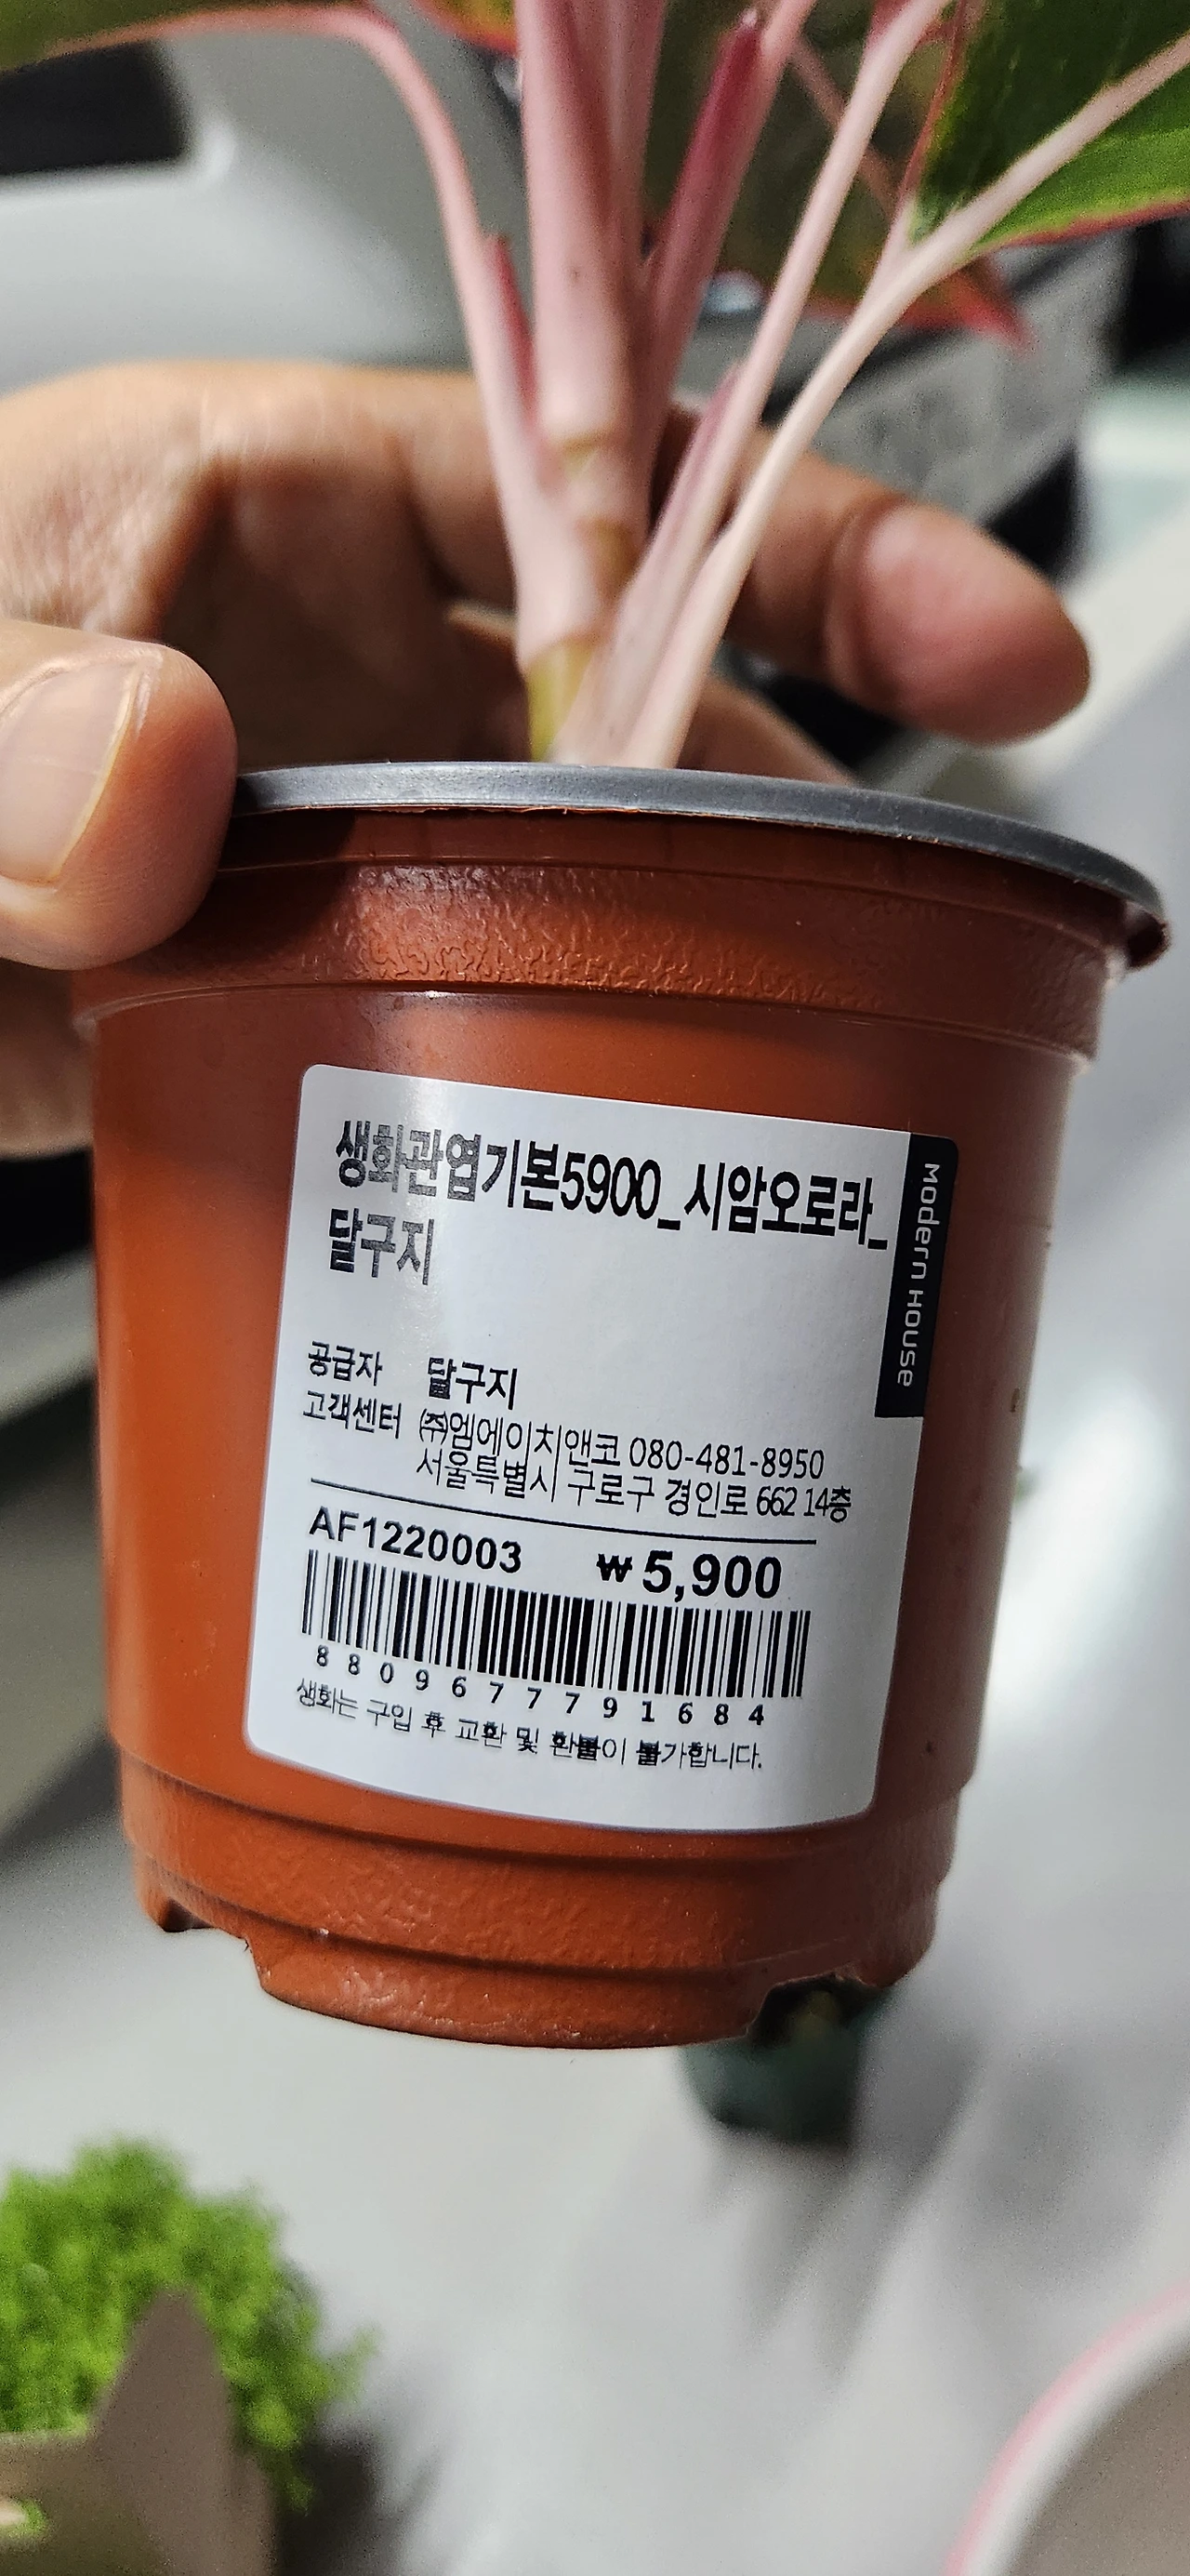 생화관엽기본5900_시암오로라_
달구지
Modern House
공급자 달구지
고객센터 ㈜엠에이치앤코 080-481-8950
서울특별시 구로구 경인로 662 14층
AF1220003 ₩5,900
8809677791684
생화는 구입 후 교환 및 환불이 불가합니다.